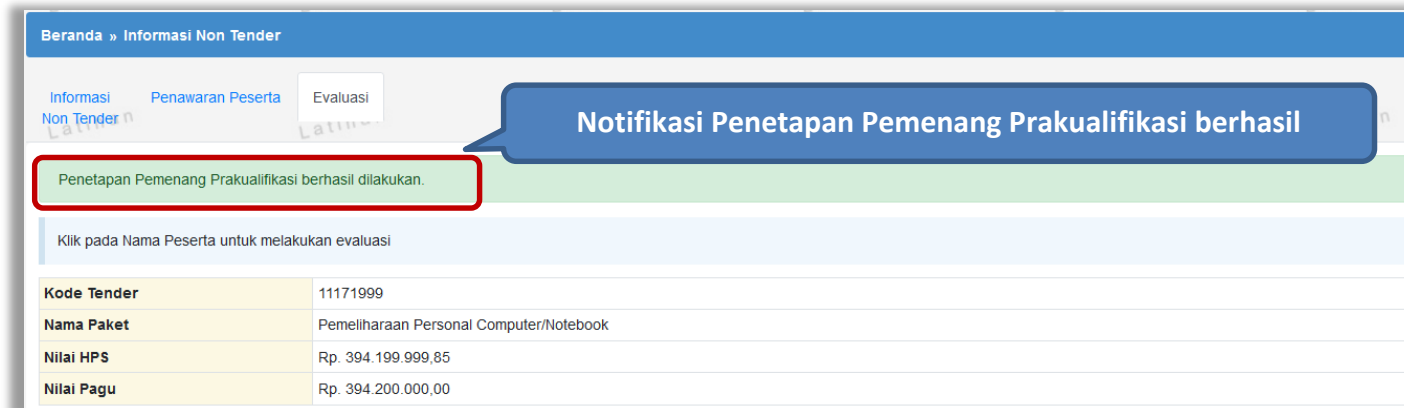 Beranda » Informasi Non Tender
Informasi Non Tender
Penawaran Peserta
Evaluasi
Latihan
Notifikasi Penetapan Pemenang Prakualifikasi berhasil
Penetapan Pemenang Prakualifikasi berhasil dilakukan.
Klik pada Nama Peserta untuk melakukan evaluasi
Kode Tender 11171999
Nama Paket Pemeliharaan Personal Computer/Notebook
Nilai HPS Rp. 394.199.999,85
Nilai Pagu Rp. 394.200.000,00